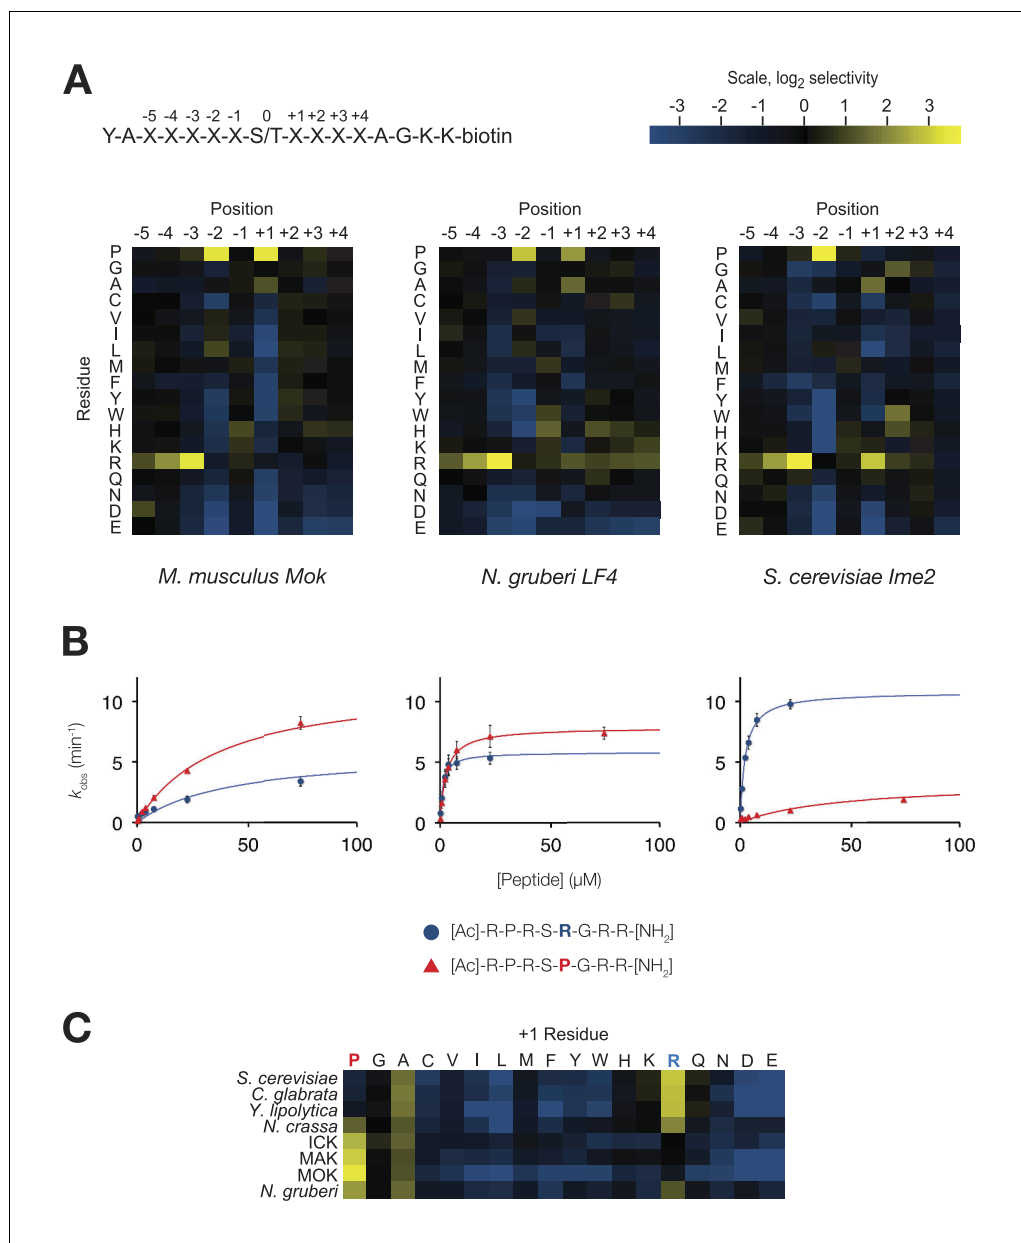 A
-5 -4 -3 -2 -1 0 +1 +2 +3 +4
Y-A-X-X-X-X-X-S/T-X-X-X-X-A-G-K-K-biotin
Scale, log2 selectivity
-3 -2 -1 0 1 2 3
Position
-5 -4 -3 -2 -1 +1 +2 +3 +4
Residue
P
G
A
C
V
I
L
M
F
Y
W
H
K
R
Q
N
D
E
M. musculus Mok
Position
-5 -4 -3 -2 -1 +1 +2 +3 +4
P
G
A
C
V
I
L
M
F
Y
W
H
K
R
Q
N
D
E
N. gruberi LF4
Position
-5 -4 -3 -2 -1 +1 +2 +3 +4
P
G
A
C
V
I
L
M
F
Y
W
H
K
R
Q
N
D
E
S. cerevisiae Ime2
B
kobs (min-1)
10
5
0
0 50 100
10
5
0
0 50 100
10
5
0
0 50 100
[Peptide] (µM)
[Ac]-R-P-R-S-R-G-R-R-[NH2]
[Ac]-R-P-R-S-P-G-R-R-[NH2]
C
+1 Residue
P G A C V I L M F Y W H K R Q N D E
S. cerevisiae
C. glabrata
Y. lipolytica
N. crassa
ICK
MAK
MOK
N. gruberi